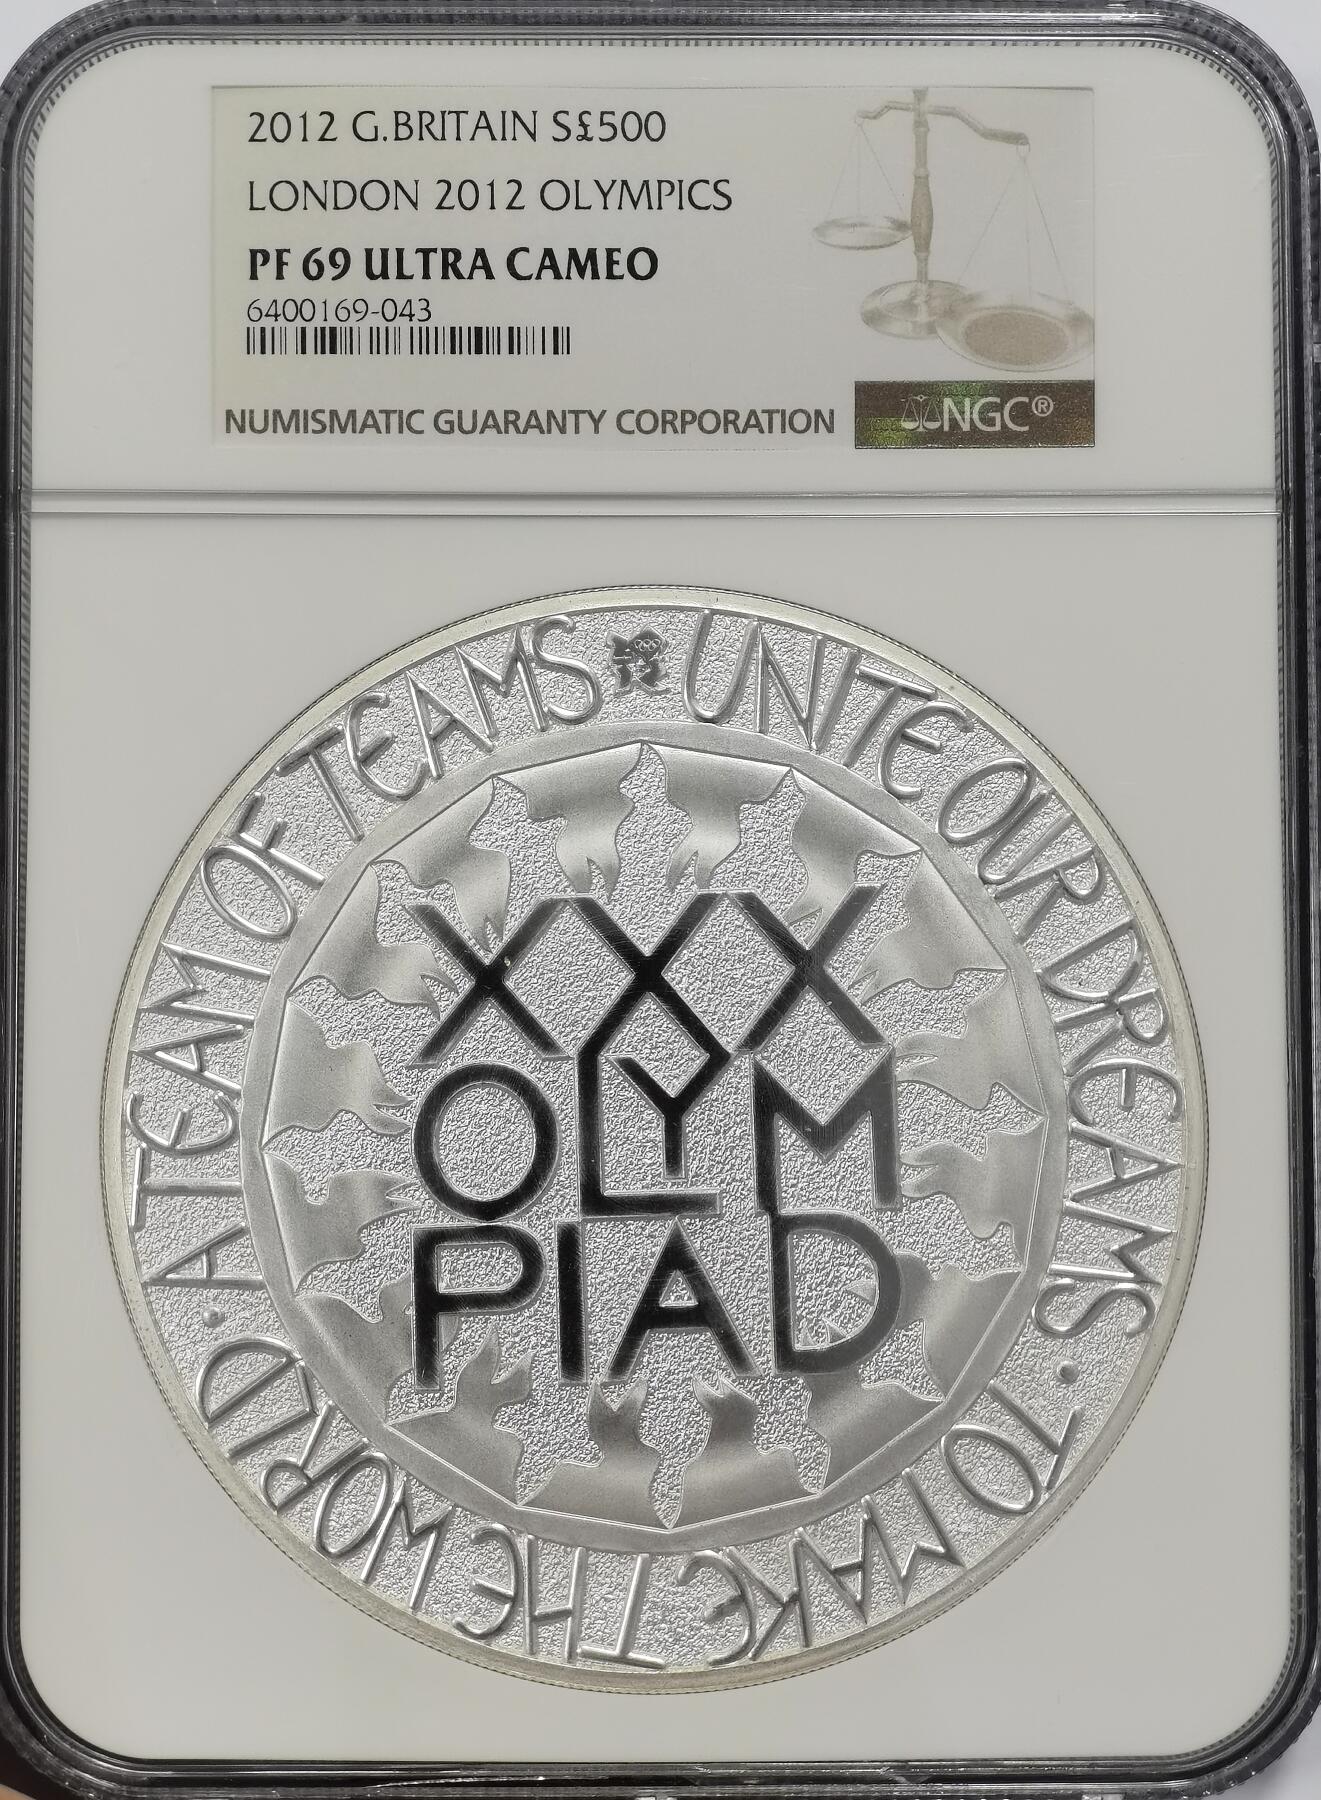 2012 G.BRITAIN S£500
LONDON 2012 OLYMPICS
PF 69 ULTRA CAMEO
6400169-043
NUMISMATIC GUARANTY CORPORATION
NGC®
UNITE OUR DREAMS · TO MAKE THE WORLD · A TEAM OF TEAMS
XXX
OLYM
PIAD